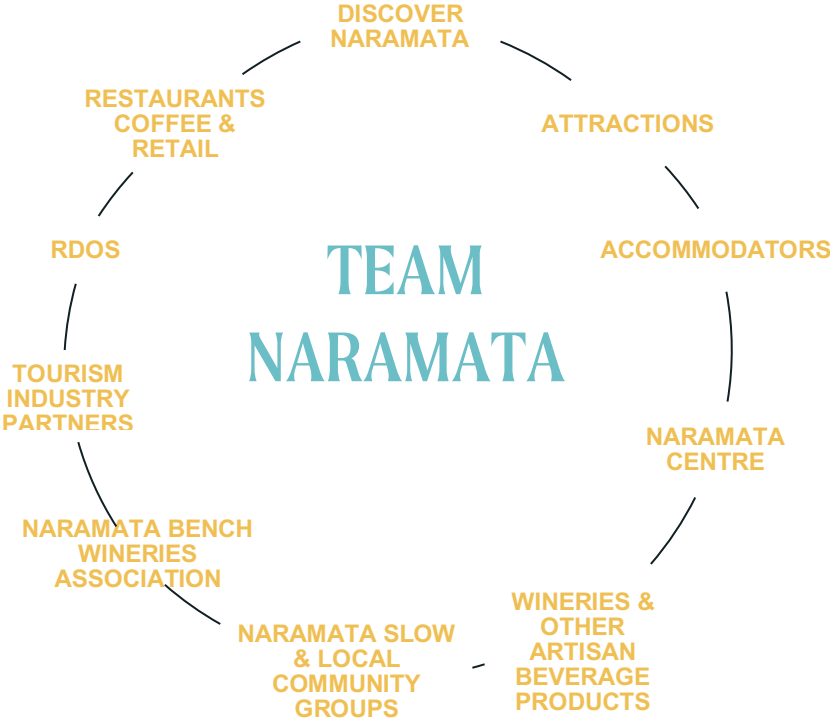 DISCOVER
NARAMATA
ATTRACTIONS
ACCOMMODATORS
NARAMATA
CENTRE
WINERIES &
OTHER
ARTISAN
BEVERAGE
PRODUCTS
NARAMATA SLOW
& LOCAL
COMMUNITY
GROUPS
NARAMATA BENCH
WINERIES
ASSOCIATION
TOURISM
INDUSTRY
PARTNERS
RDOS
RESTAURANTS
COFFEE &
RETAIL
TEAM
NARAMATA